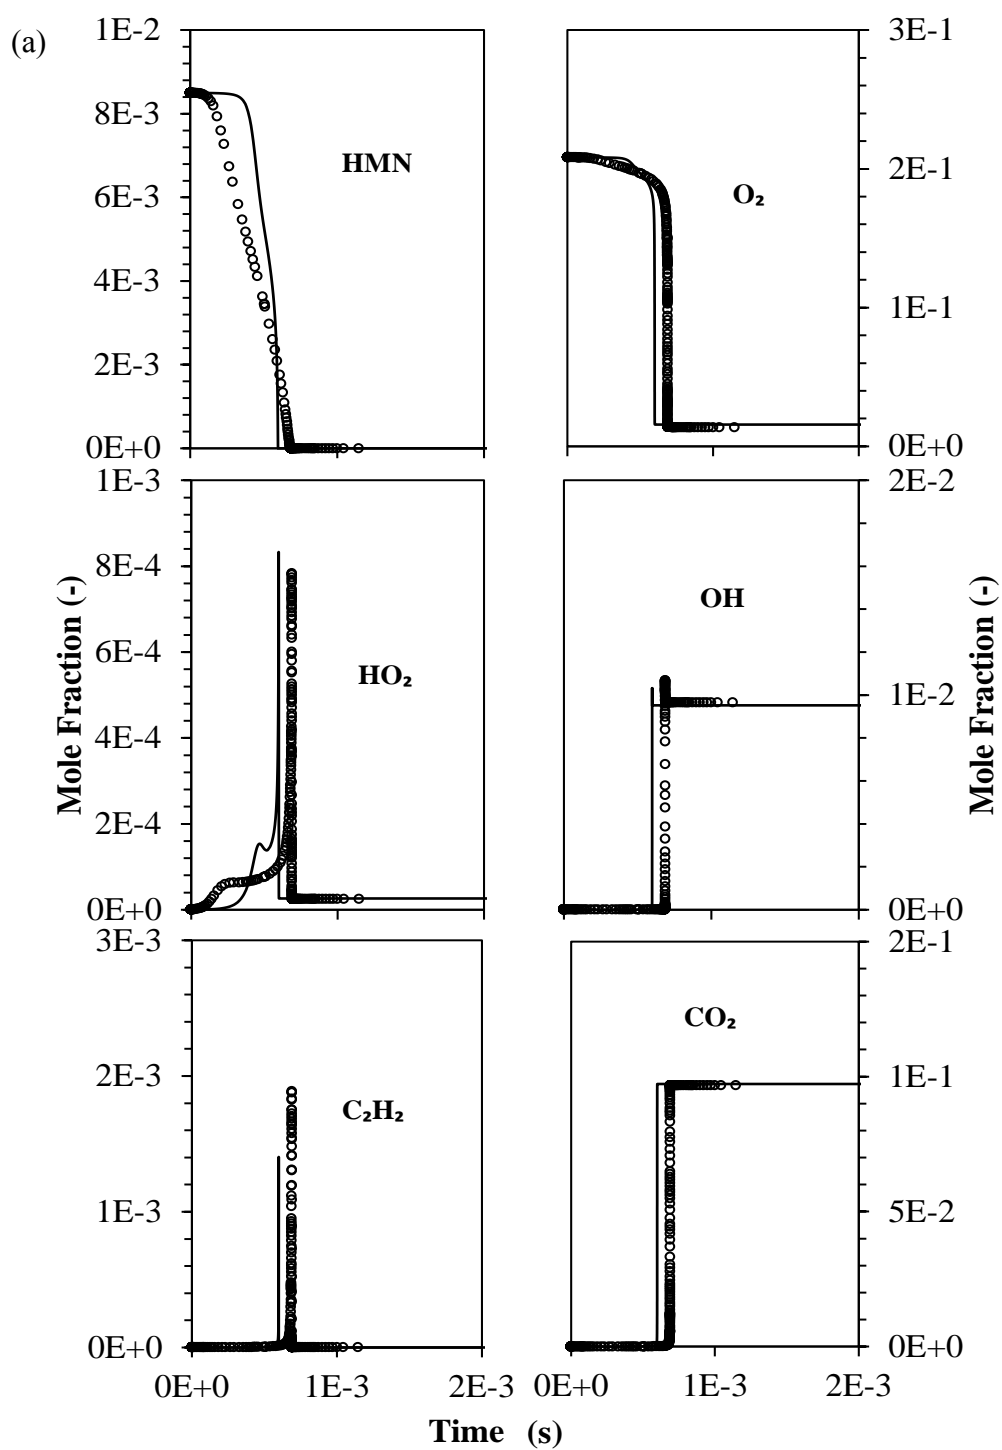 (a)
1E-2
8E-3
6E-3
4E-3
2E-3
0E+0
HMN
3E-1
2E-1
1E-1
0E+0
O₂
1E-3
8E-4
6E-4
4E-4
2E-4
0E+0
HO₂
2E-2
1E-2
0E+0
OH
Mole Fraction (-)
Mole Fraction (-)
3E-3
2E-3
1E-3
0E+0
C₂H₂
2E-1
1E-1
5E-2
0E+0
CO₂
0E+0 1E-3 2E-3
0E+0 1E-3 2E-3
Time (s)